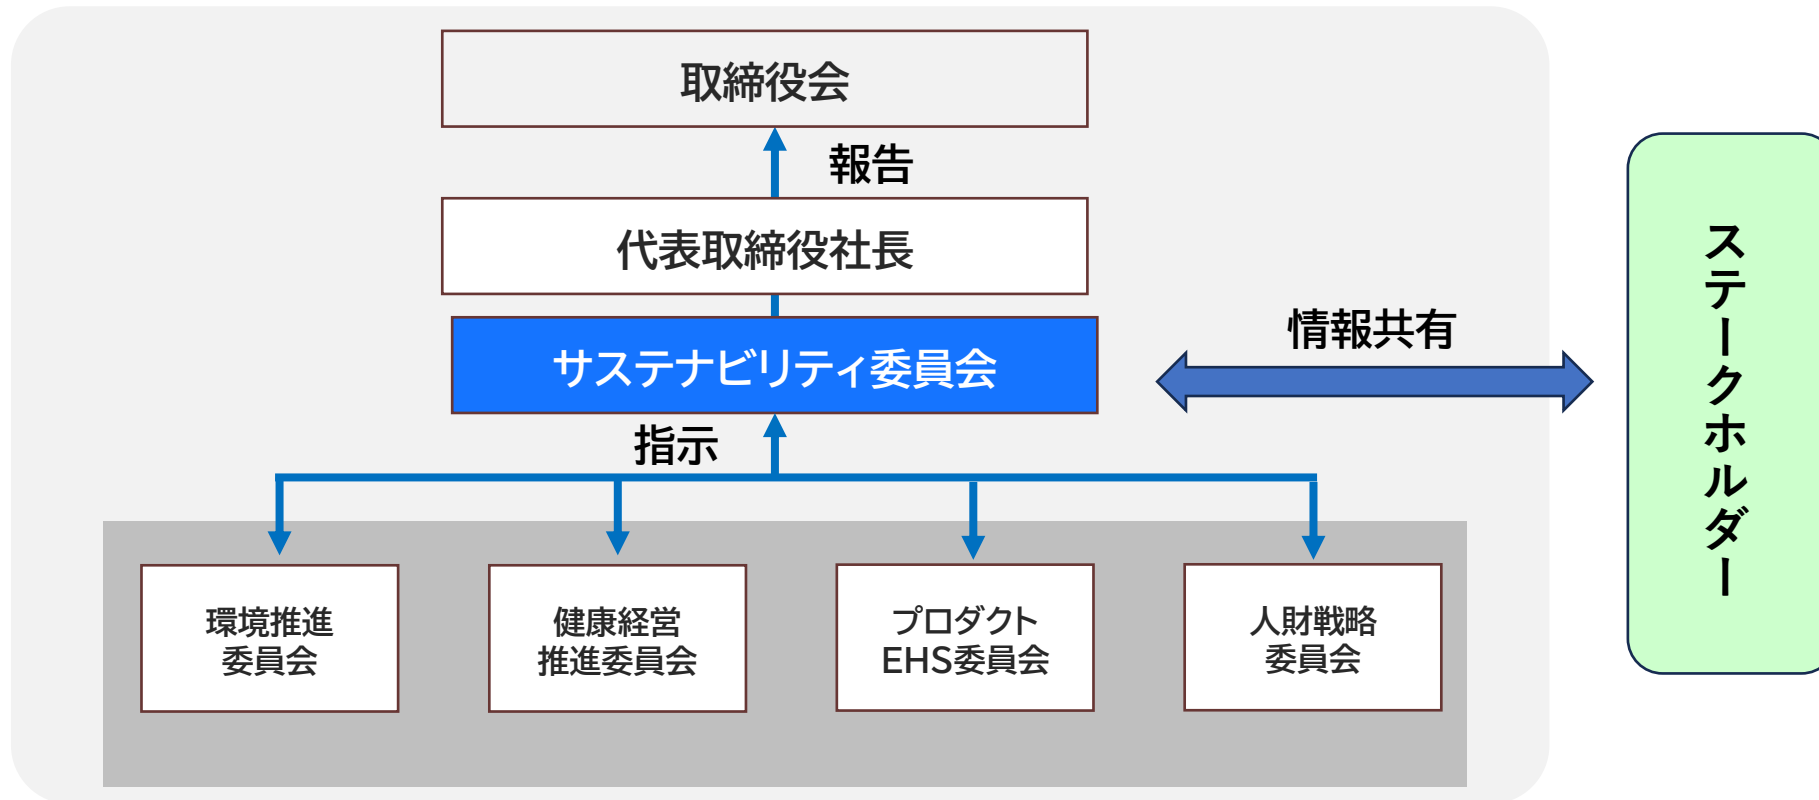 取締役会
報告
代表取締役社長
サステナビリティ委員会
情報共有
ステークホルダー
指示
環境推進
委員会
健康経営
推進委員会
プロダクト
EHS委員会
人財戦略
委員会